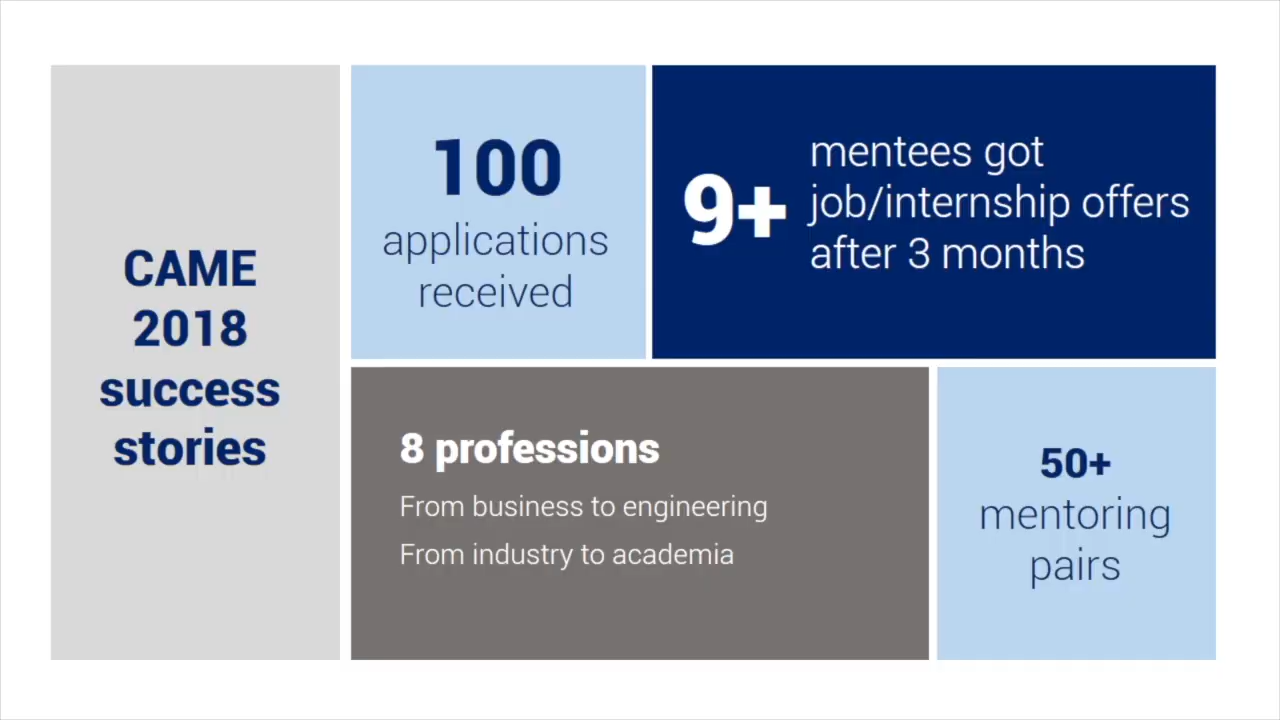 CAME
2018
success
stories
100
applications
received
9+
mentees got
job/internship offers
after 3 months
8 professions
From business to engineering
From industry to academia
50+
mentoring
pairs